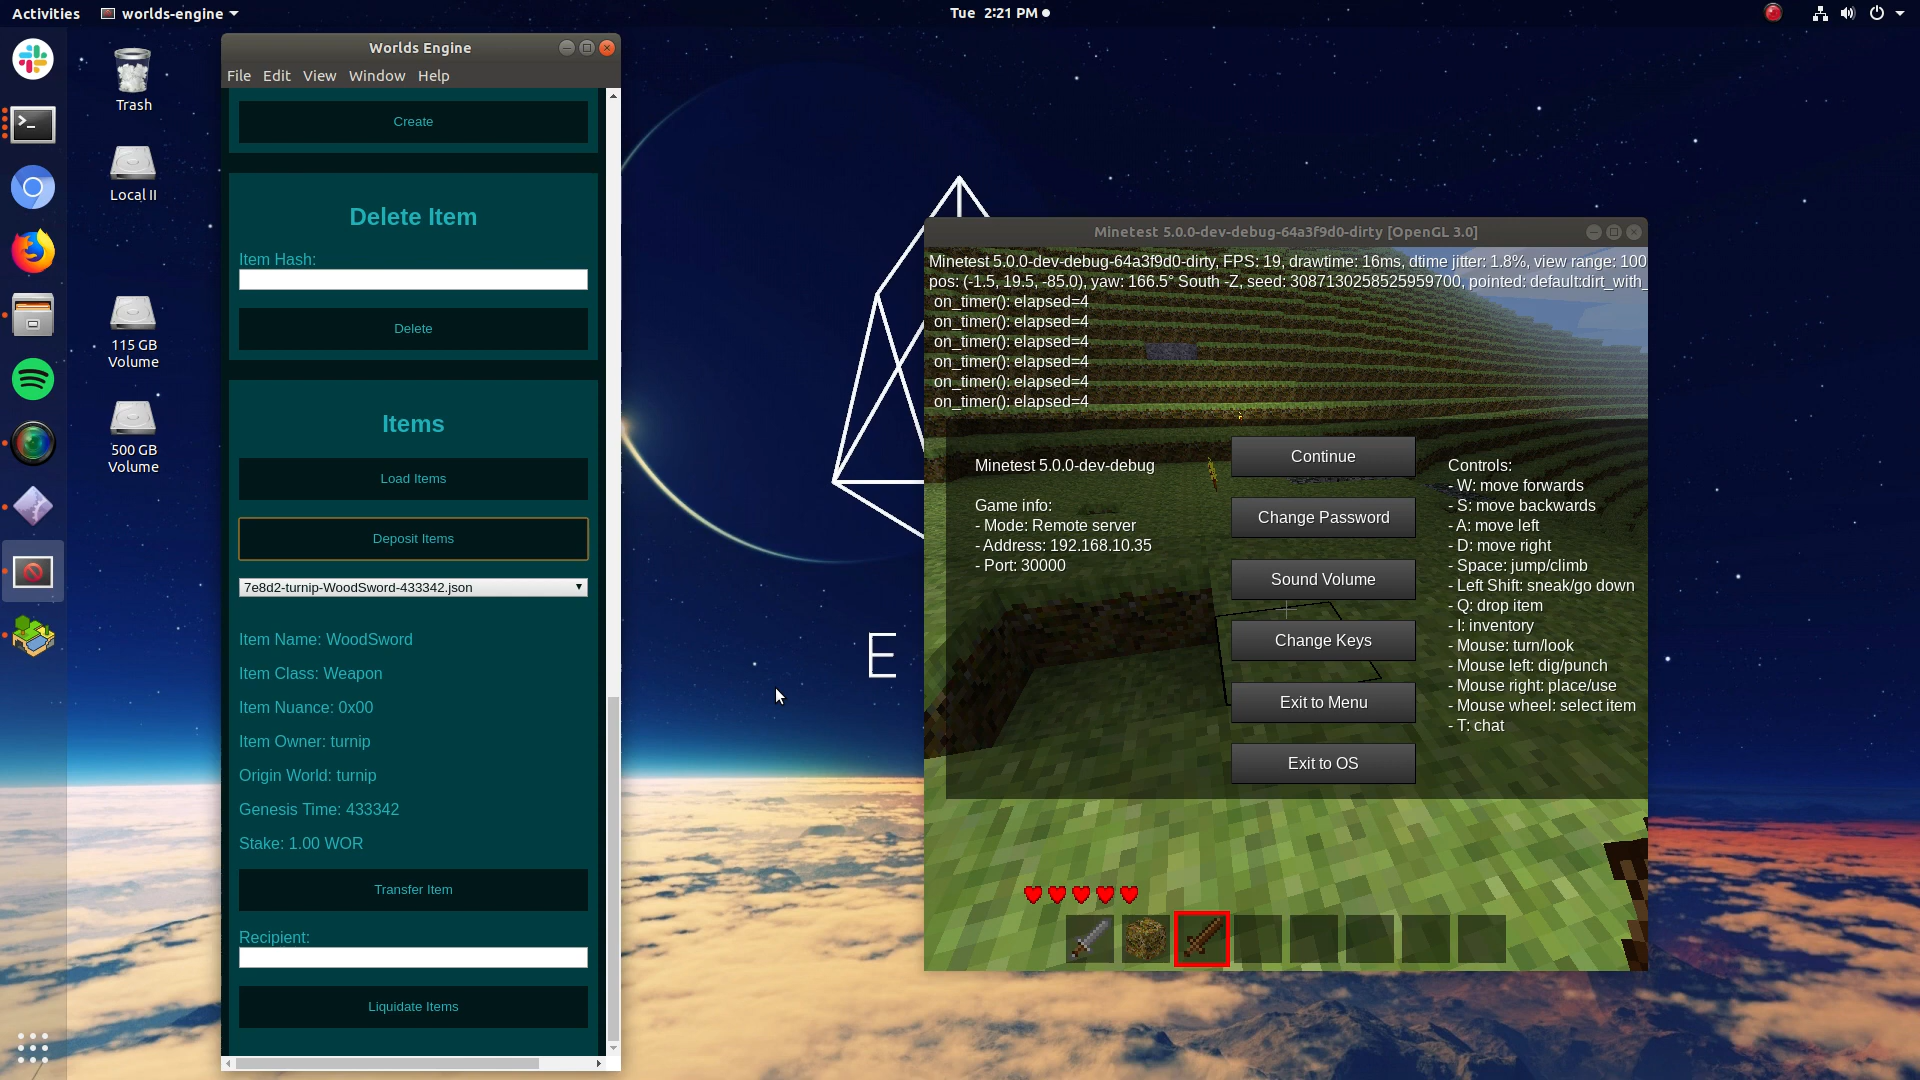 Activities
worlds-engine
Tue 2:21 PM
Trash
Local II
115 GB
Volume
500 GB
Volume
Worlds Engine
File Edit View Window Help
Create
Delete Item
Item Hash:
Delete
Items
Load Items
Deposit Items
7e8d2-turnip-WoodSword-433342.json
Item Name: WoodSword
Item Class: Weapon
Item Nuance: 0x00
Item Owner: turnip
Origin World: turnip
Genesis Time: 433342
Stake: 1.00 WOR
Transfer Item
Recipient:
Liquidate Items
E
Minetest 5.0.0-dev-debug-64a3f9d0-dirty [OpenGL 3.0]
Minetest 5.0.0-dev-debug-64a3f9d0-dirty, FPS: 19, drawtime: 16ms, dtime jitter: 1.8%, view range: 100
pos: (-1.5, 19.5, -85.0), yaw: 166.5° South -Z, seed: 3087130258525959700, pointed: default:dirt_with_
on_timer(): elapsed=4
on_timer(): elapsed=4
on_timer(): elapsed=4
on_timer(): elapsed=4
on_timer(): elapsed=4
on_timer(): elapsed=4
Minetest 5.0.0-dev-debug
Game info:
- Mode: Remote server
- Address: 192.168.10.35
- Port: 30000
Continue
Change Password
Sound Volume
Change Keys
Exit to Menu
Exit to OS
Controls:
- W: move forwards
- S: move backwards
- A: move left
- D: move right
- Space: jump/climb
- Left Shift: sneak/go down
- Q: drop item
- I: inventory
- Mouse: turn/look
- Mouse left: dig/punch
- Mouse right: place/use
- Mouse wheel: select item
- T: chat